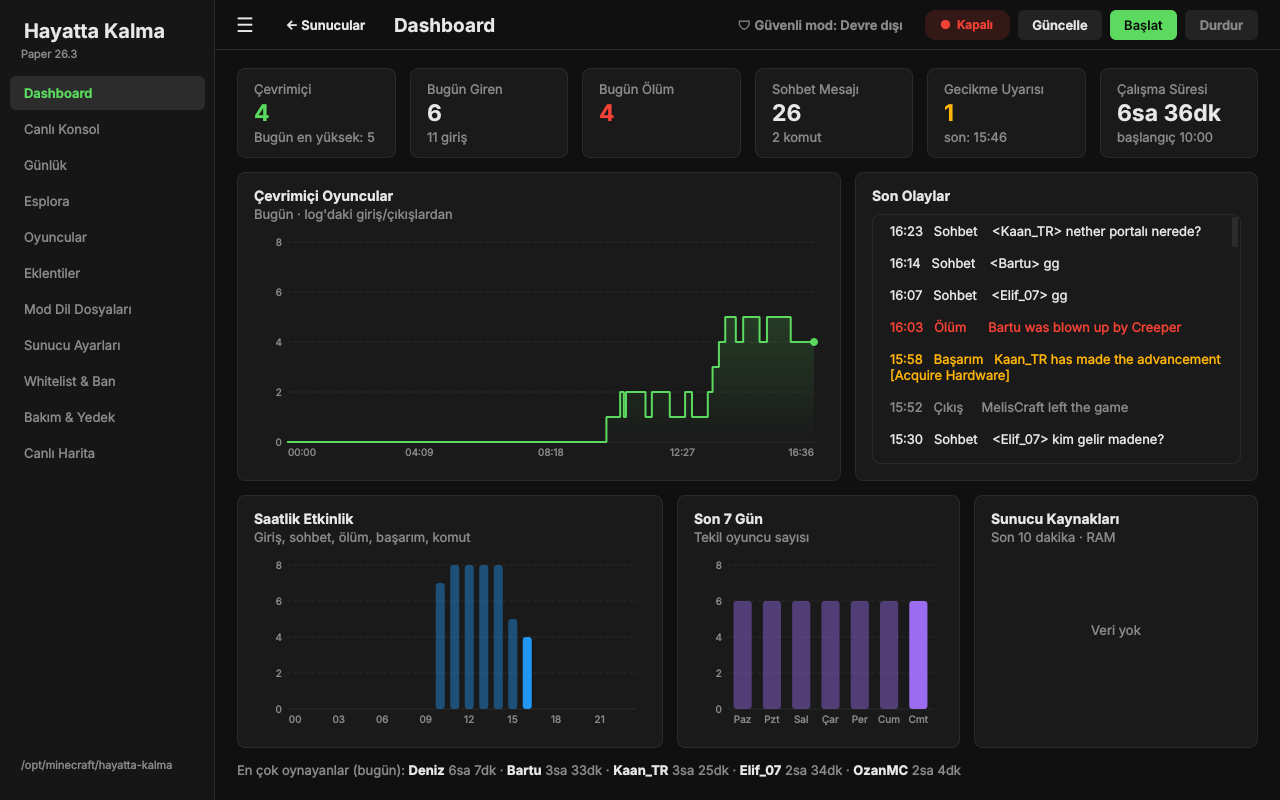 Hayatta Kalma
Paper 26.3
Dashboard
Canlı Konsol
Günlük
Esplora
Oyuncular
Eklentiler
Mod Dil Dosyaları
Sunucu Ayarları
Whitelist & Ban
Bakım & Yedek
Canlı Harita
/opt/minecraft/hayatta-kalma
☰ ← Sunucular Dashboard Güvenli mod: Devre dışı Kapalı Güncelle Başlat Durdur
Çevrimiçi
4
Bugün en yüksek: 5
Bugün Giren
6
11 giriş
Bugün Ölüm
4
Sohbet Mesajı
26
2 komut
Gecikme Uyarısı
1
son: 15:46
Çalışma Süresi
6sa 36dk
başlangıç 10:00
Çevrimiçi Oyuncular
Bugün · log'daki giriş/çıkışlardan
8
6
4
2
0
00:00 04:09 08:18 12:27 16:36
Son Olaylar
16:23 Sohbet <Kaan_TR> nether portalı nerede?
16:14 Sohbet <Bartu> gg
16:07 Sohbet <Elif_07> gg
16:03 Ölüm Bartu was blown up by Creeper
15:58 Başarım Kaan_TR has made the advancement
[Acquire Hardware]
15:52 Çıkış MelisCraft left the game
15:30 Sohbet <Elif_07> kim gelir madene?
Saatlik Etkinlik
Giriş, sohbet, ölüm, başarım, komut
8
6
4
2
0
00 03 06 09 12 15 18 21
Son 7 Gün
Tekil oyuncu sayısı
8
6
4
2
0
Paz Pzt Sal Çar Per Cum Cmt
Sunucu Kaynakları
Son 10 dakika · RAM
Veri yok
En çok oynayanlar (bugün): Deniz 6sa 7dk · Bartu 3sa 33dk · Kaan_TR 3sa 25dk · Elif_07 2sa 34dk · OzanMC 2sa 4dk